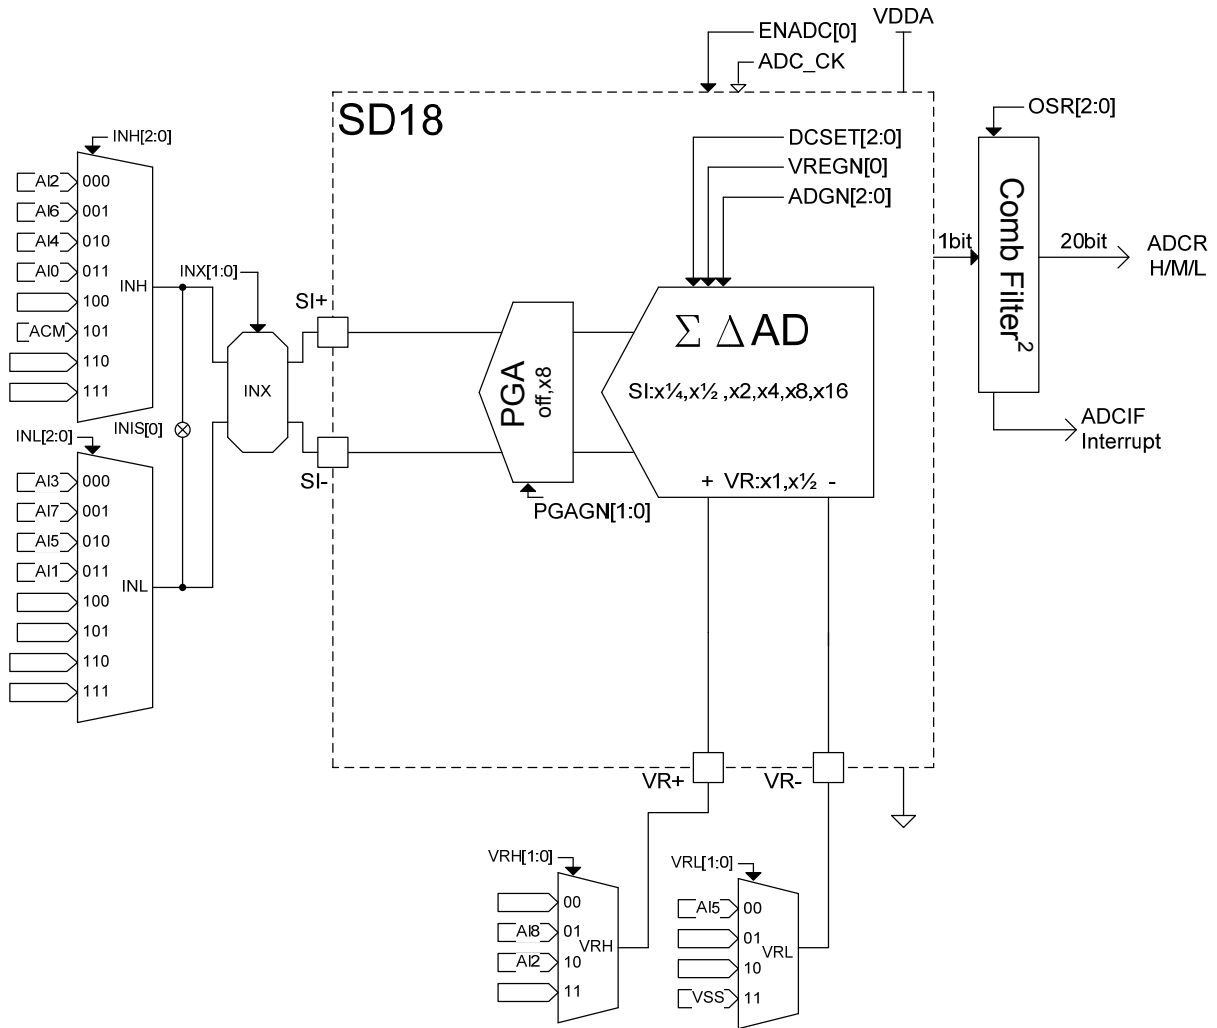 ENADC[0]
VDDA
ADC_CK
SD18
OSR[2:0]
INH[2:0]
DCSET[2:0]
VREGN[0]
ADGN[2:0]
AI2 000
AI6 001
AI4 010
AI0 011
100
ACM 101
110
111
INH
INX[1:0]
SI+
INX
INIS[0]
SI-
PGA
off,x8
PGAGN[1:0]
Σ Δ AD
SI:x¼,x½ ,x2,x4,x8,x16
+ VR:x1,x½ -
1bit
Comb Filter²
20bit
ADCR
H/M/L
ADCIF
Interrupt
INL[2:0]
AI3 000
AI7 001
AI5 010
AI1 011
100
101
110
111
INL
VR+
VR-
VRH[1:0]
00
AI8 01
AI2 10
11
VRH
VRL[1:0]
AI5 00
01
10
VSS 11
VRL